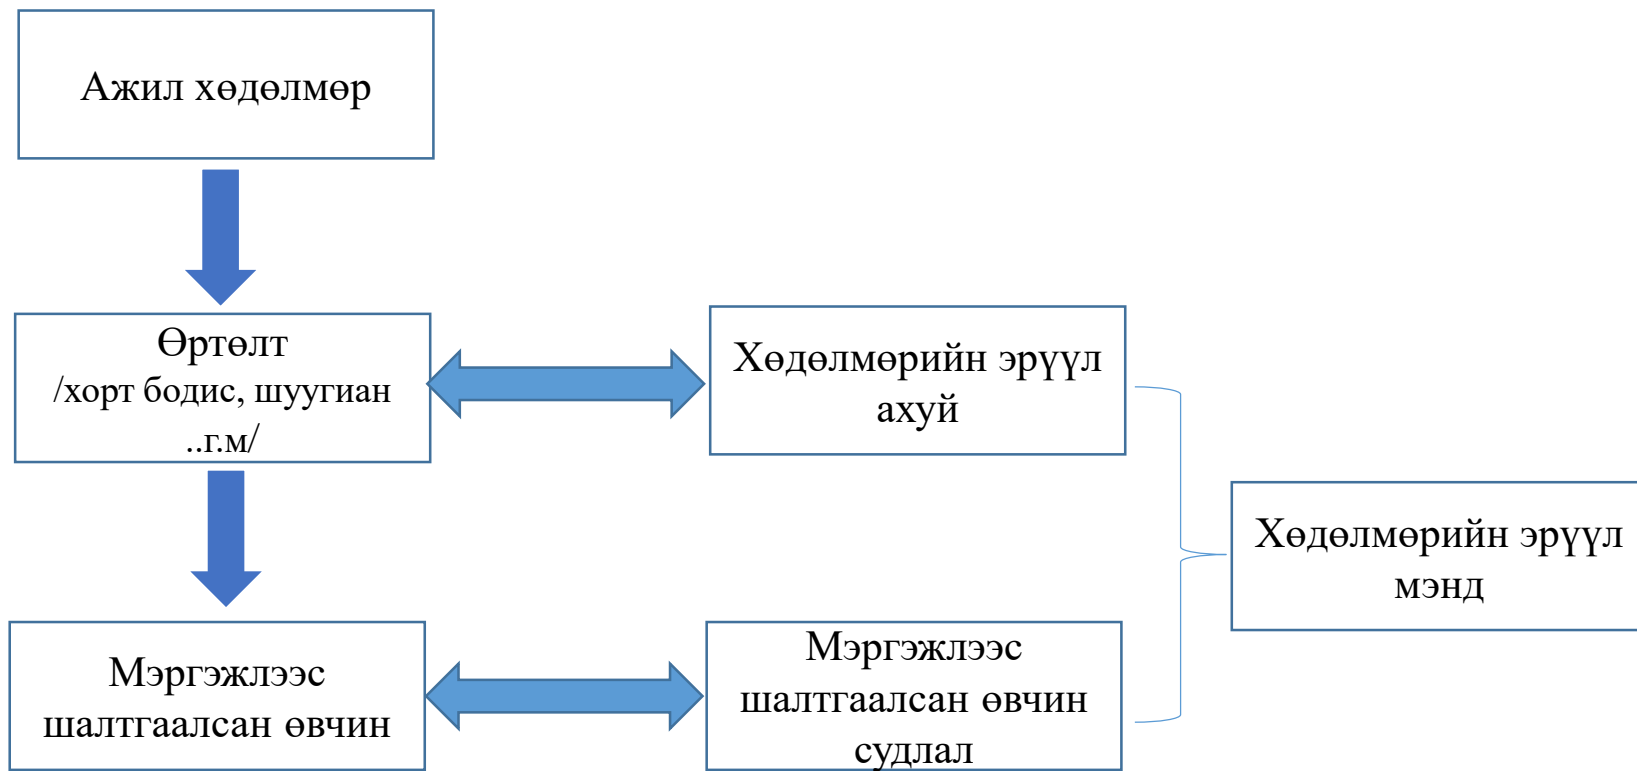 Ажил хөдөлмөр
Өртөлт
/хорт бодис, шуугиан
..г.м/
Хөдөлмөрийн эрүүл
ахуй
Хөдөлмөрийн эрүүл
мэнд
Мэргэжлээс
шалтгаалсан өвчин
Мэргэжлээс
шалтгаалсан өвчин
судлал